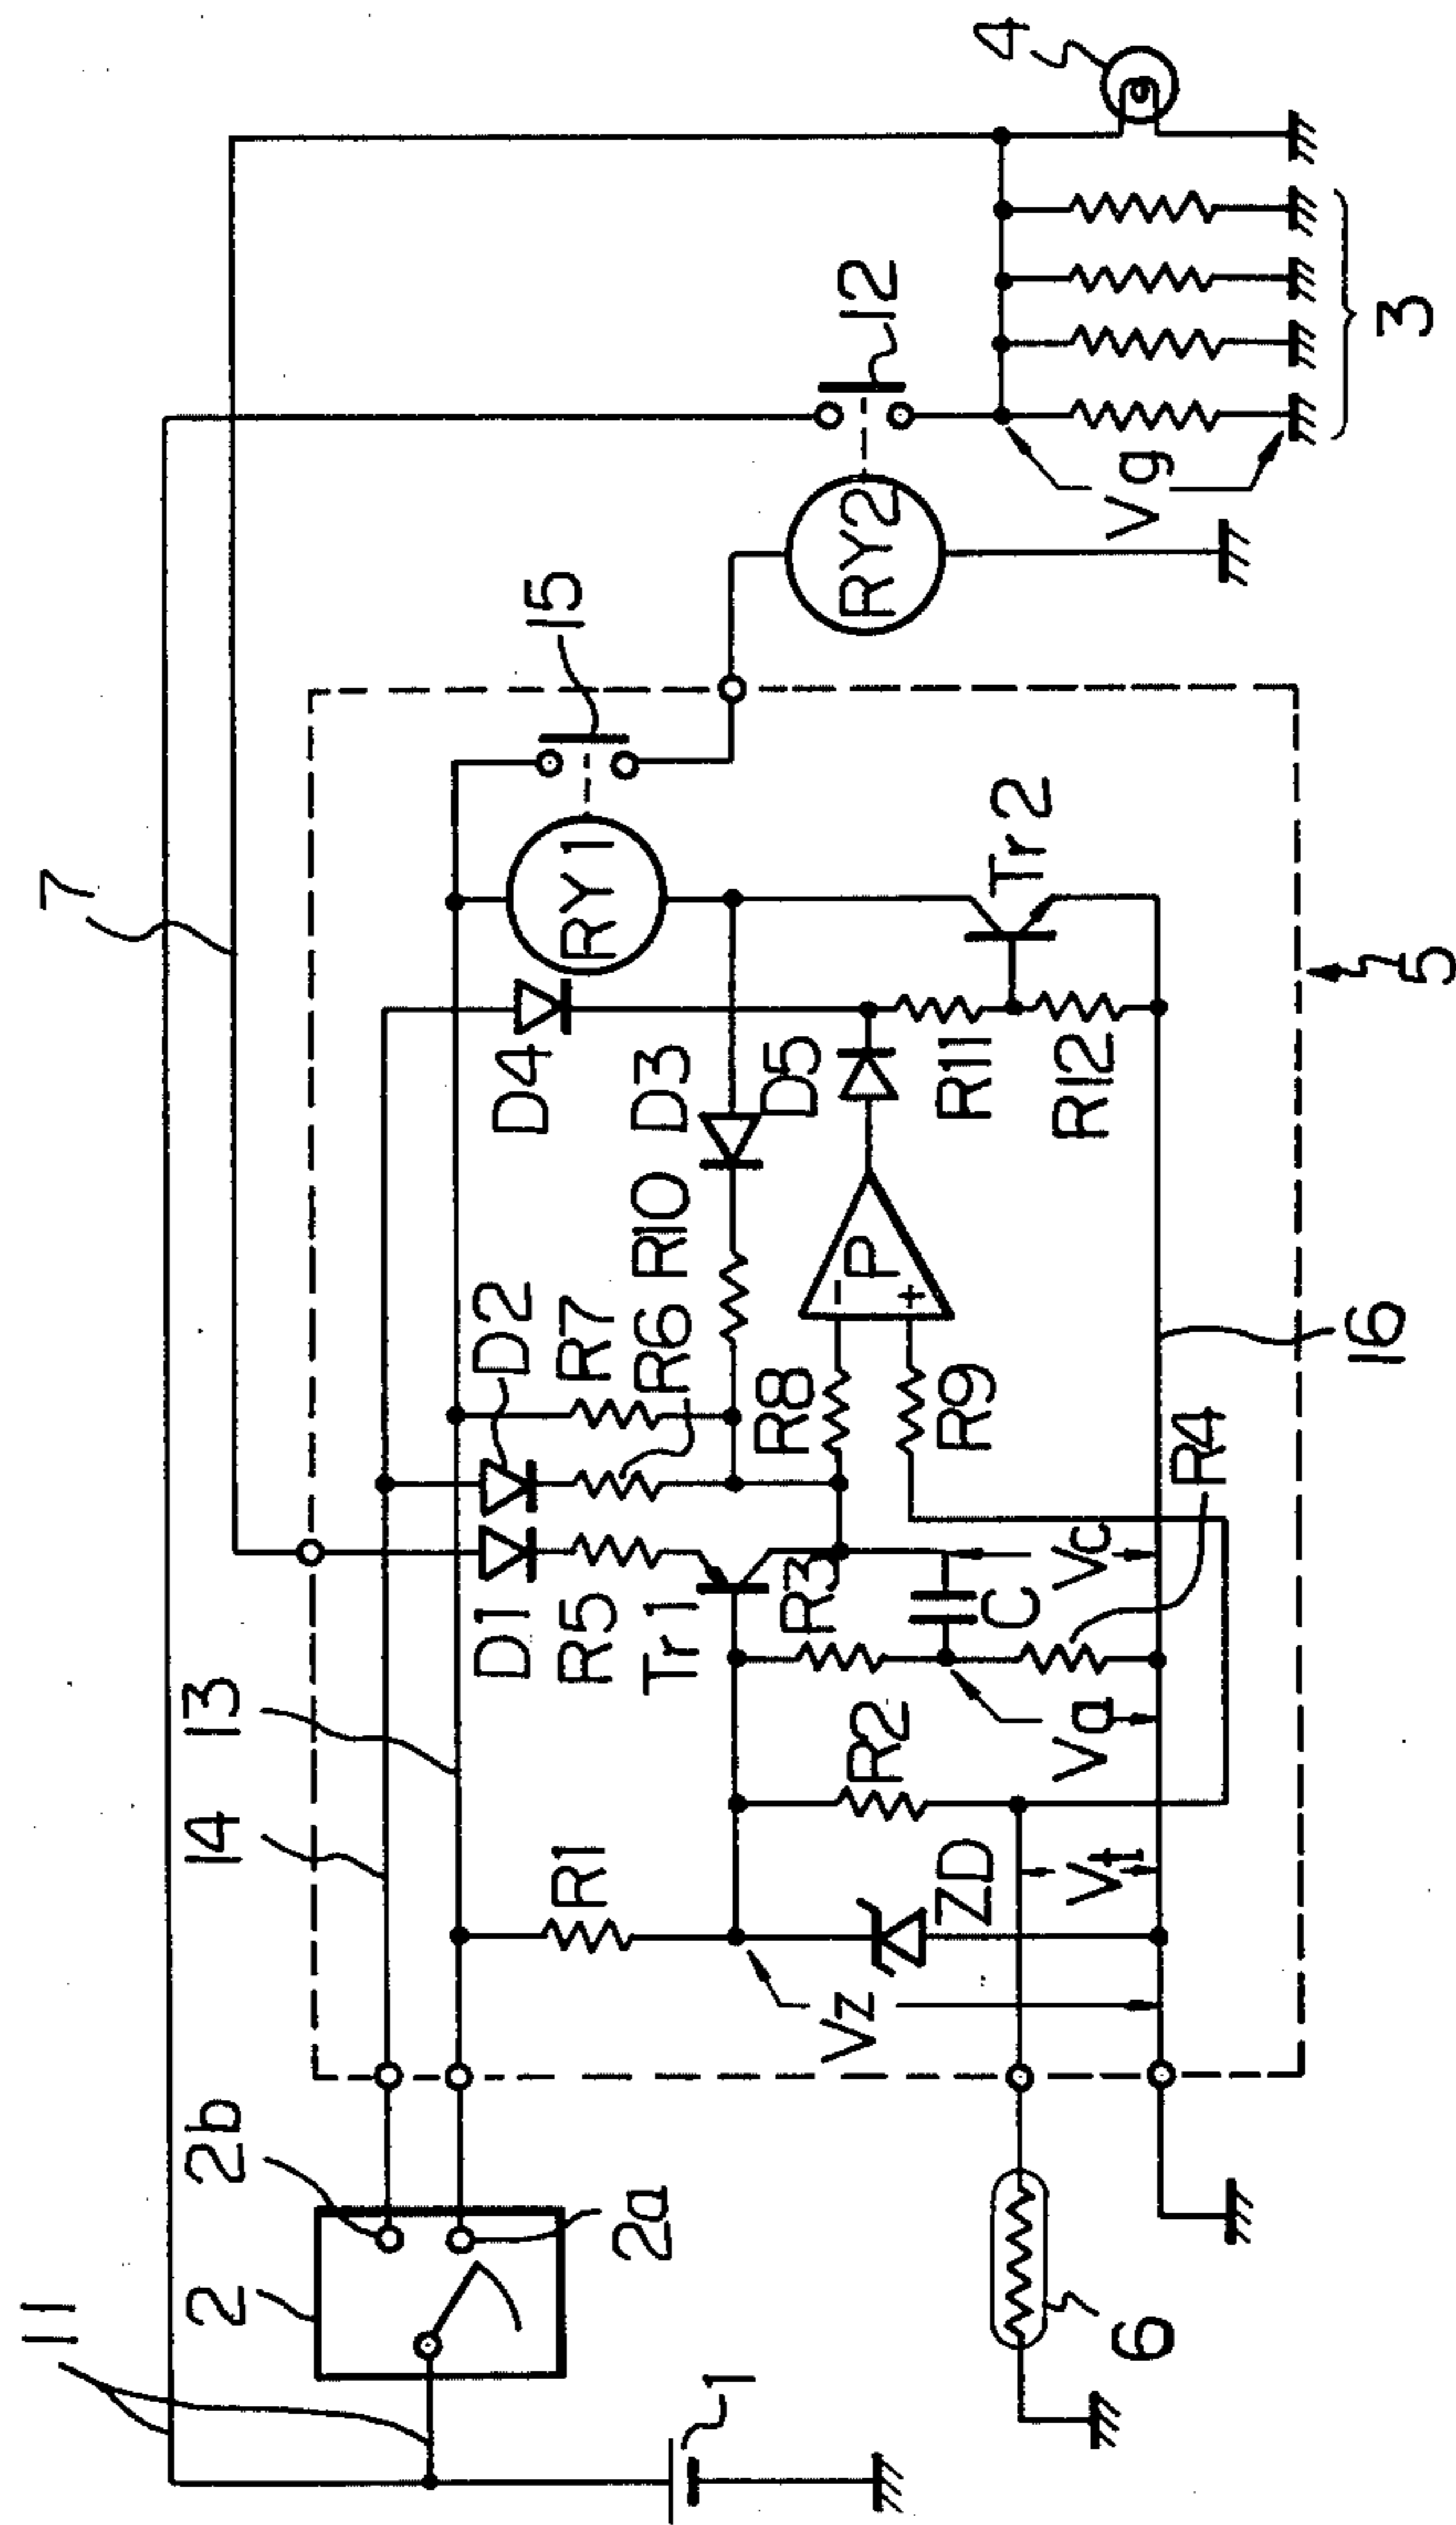 11
7
14
13
2
2b
2a
1
6
R1
ZD
Vz
Vt
R2
Va
R3
C
Vc
R4
Tr1
R5
D1
D2
R7
R6
R10
D3
D4
D5
R8
R9
P
-
+
R11
R12
Tr2
16
5
RY1
15
RY2
12
Vg
3
4